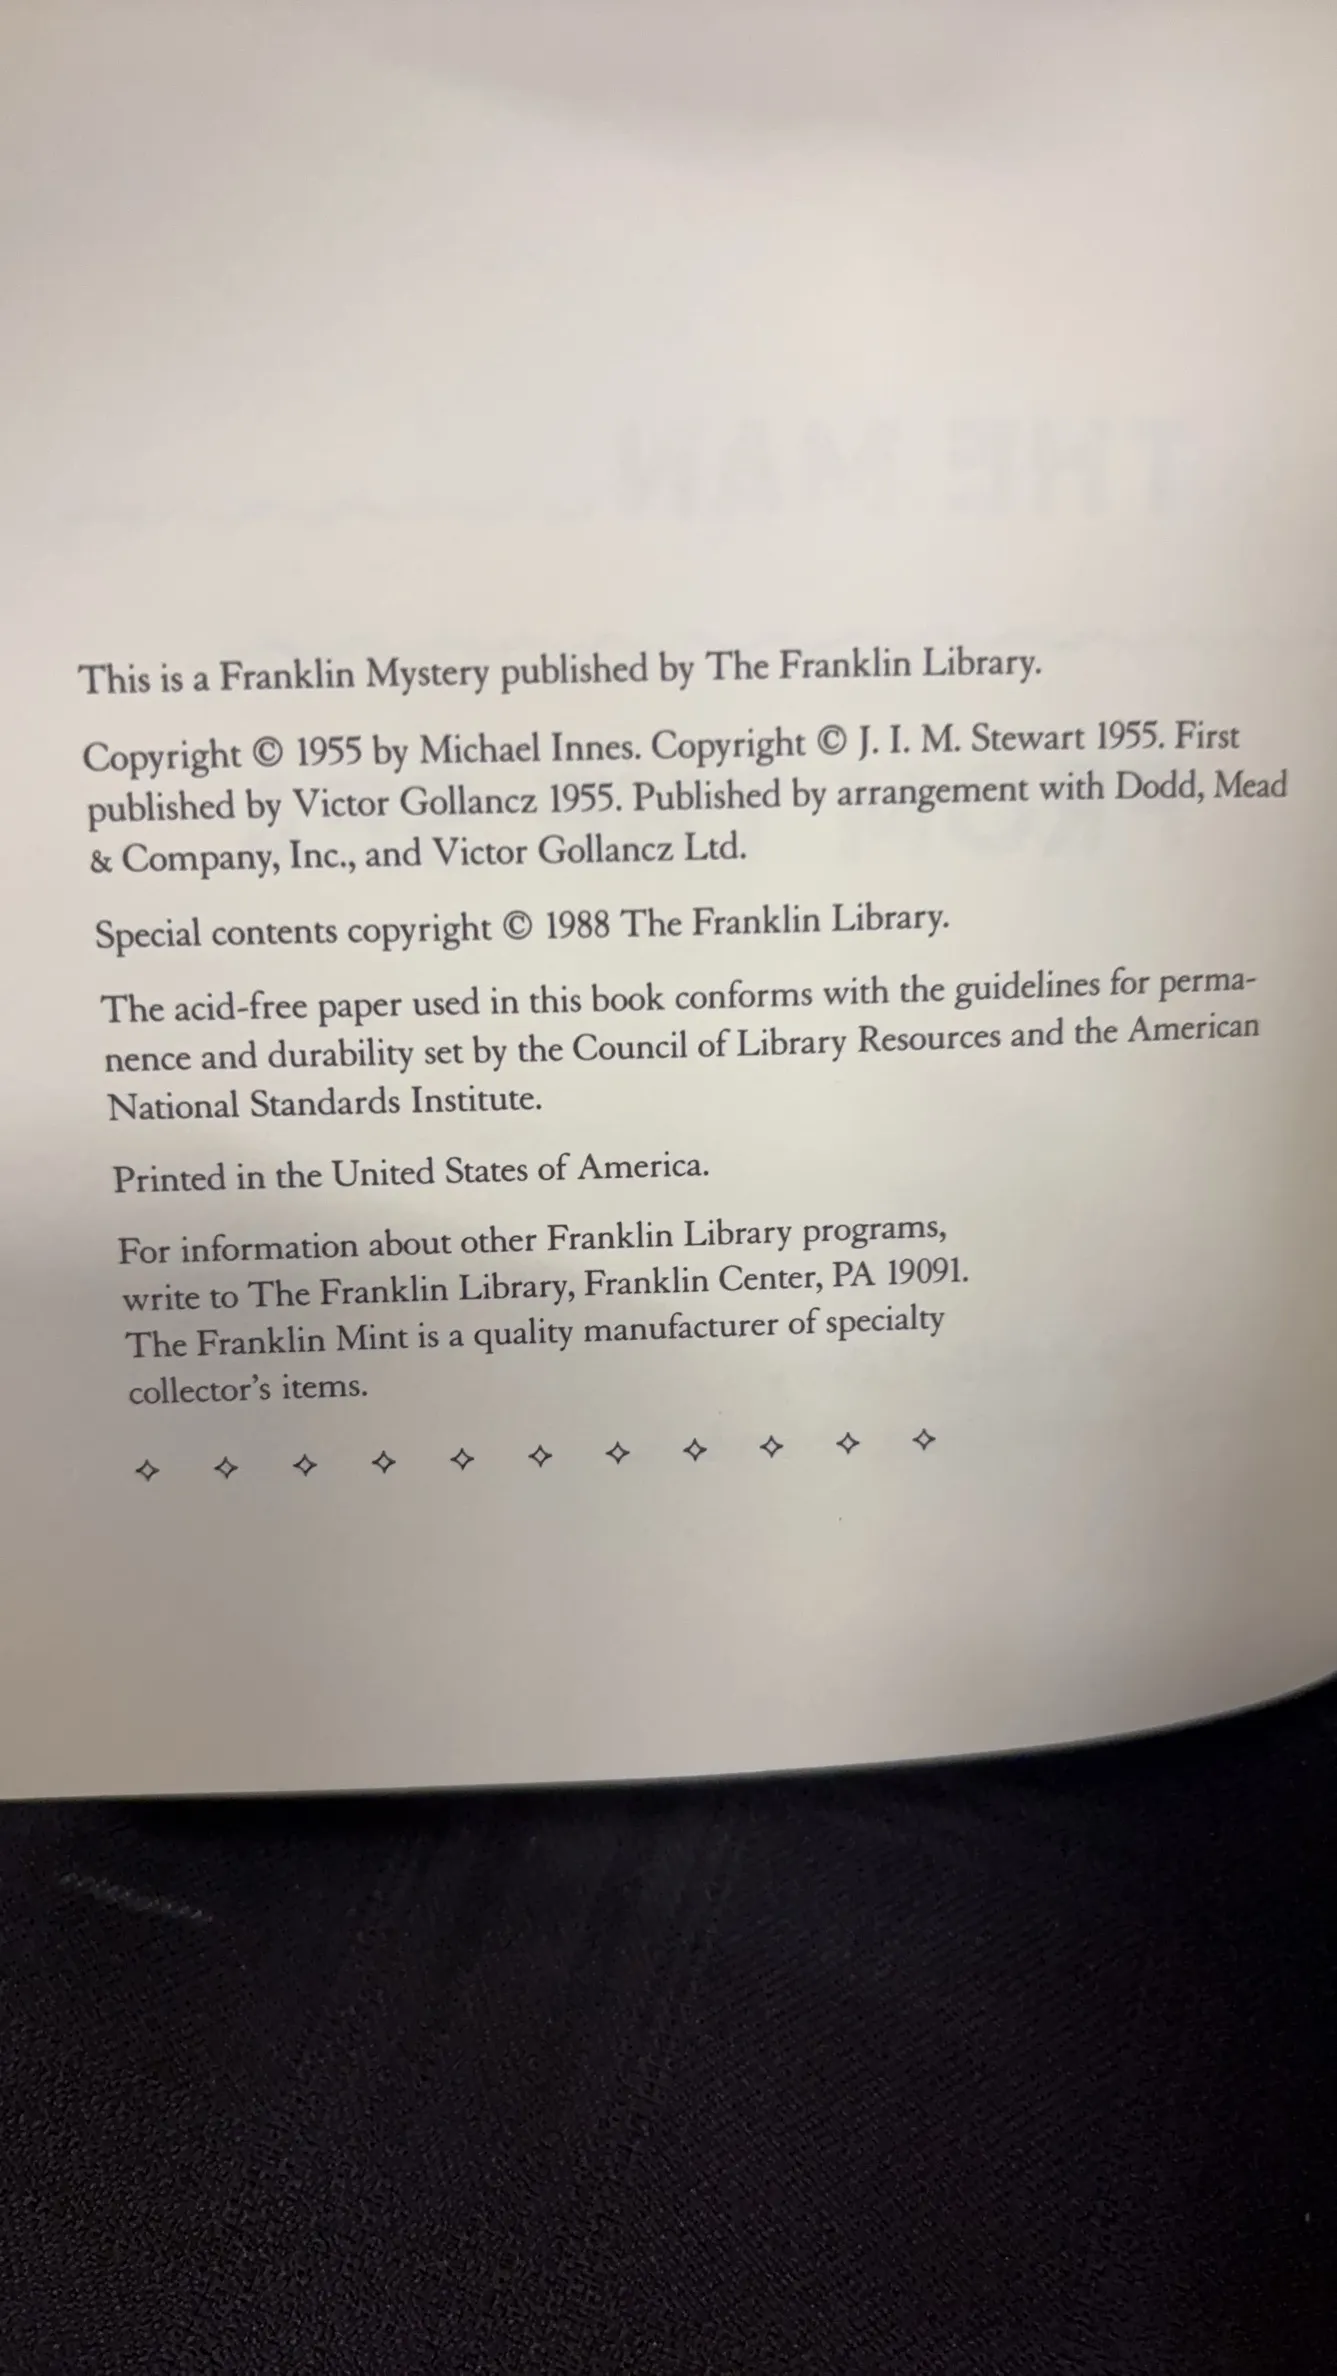 This is a Franklin Mystery published by The Franklin Library.
Copyright © 1955 by Michael Innes. Copyright © J. I. M. Stewart 1955. First
published by Victor Gollancz 1955. Published by arrangement with Dodd, Mead
& Company, Inc., and Victor Gollancz Ltd.
Special contents copyright © 1988 The Franklin Library.
The acid-free paper used in this book conforms with the guidelines for perma-
nence and durability set by the Council of Library Resources and the American
National Standards Institute.
Printed in the United States of America.
For information about other Franklin Library programs,
write to The Franklin Library, Franklin Center, PA 19091.
The Franklin Mint is a quality manufacturer of specialty
collector's items.